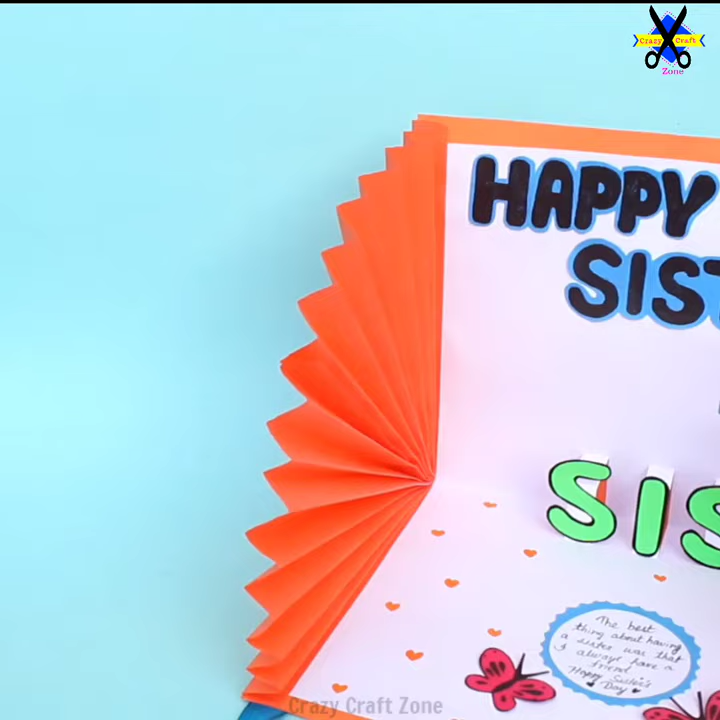 Crazy Craft
Zone
HAPPY
SIST
SIS
The best
thing about having
a sister was that
I always have a
friend
Happy Sister's
Day
Crazy Craft Zone